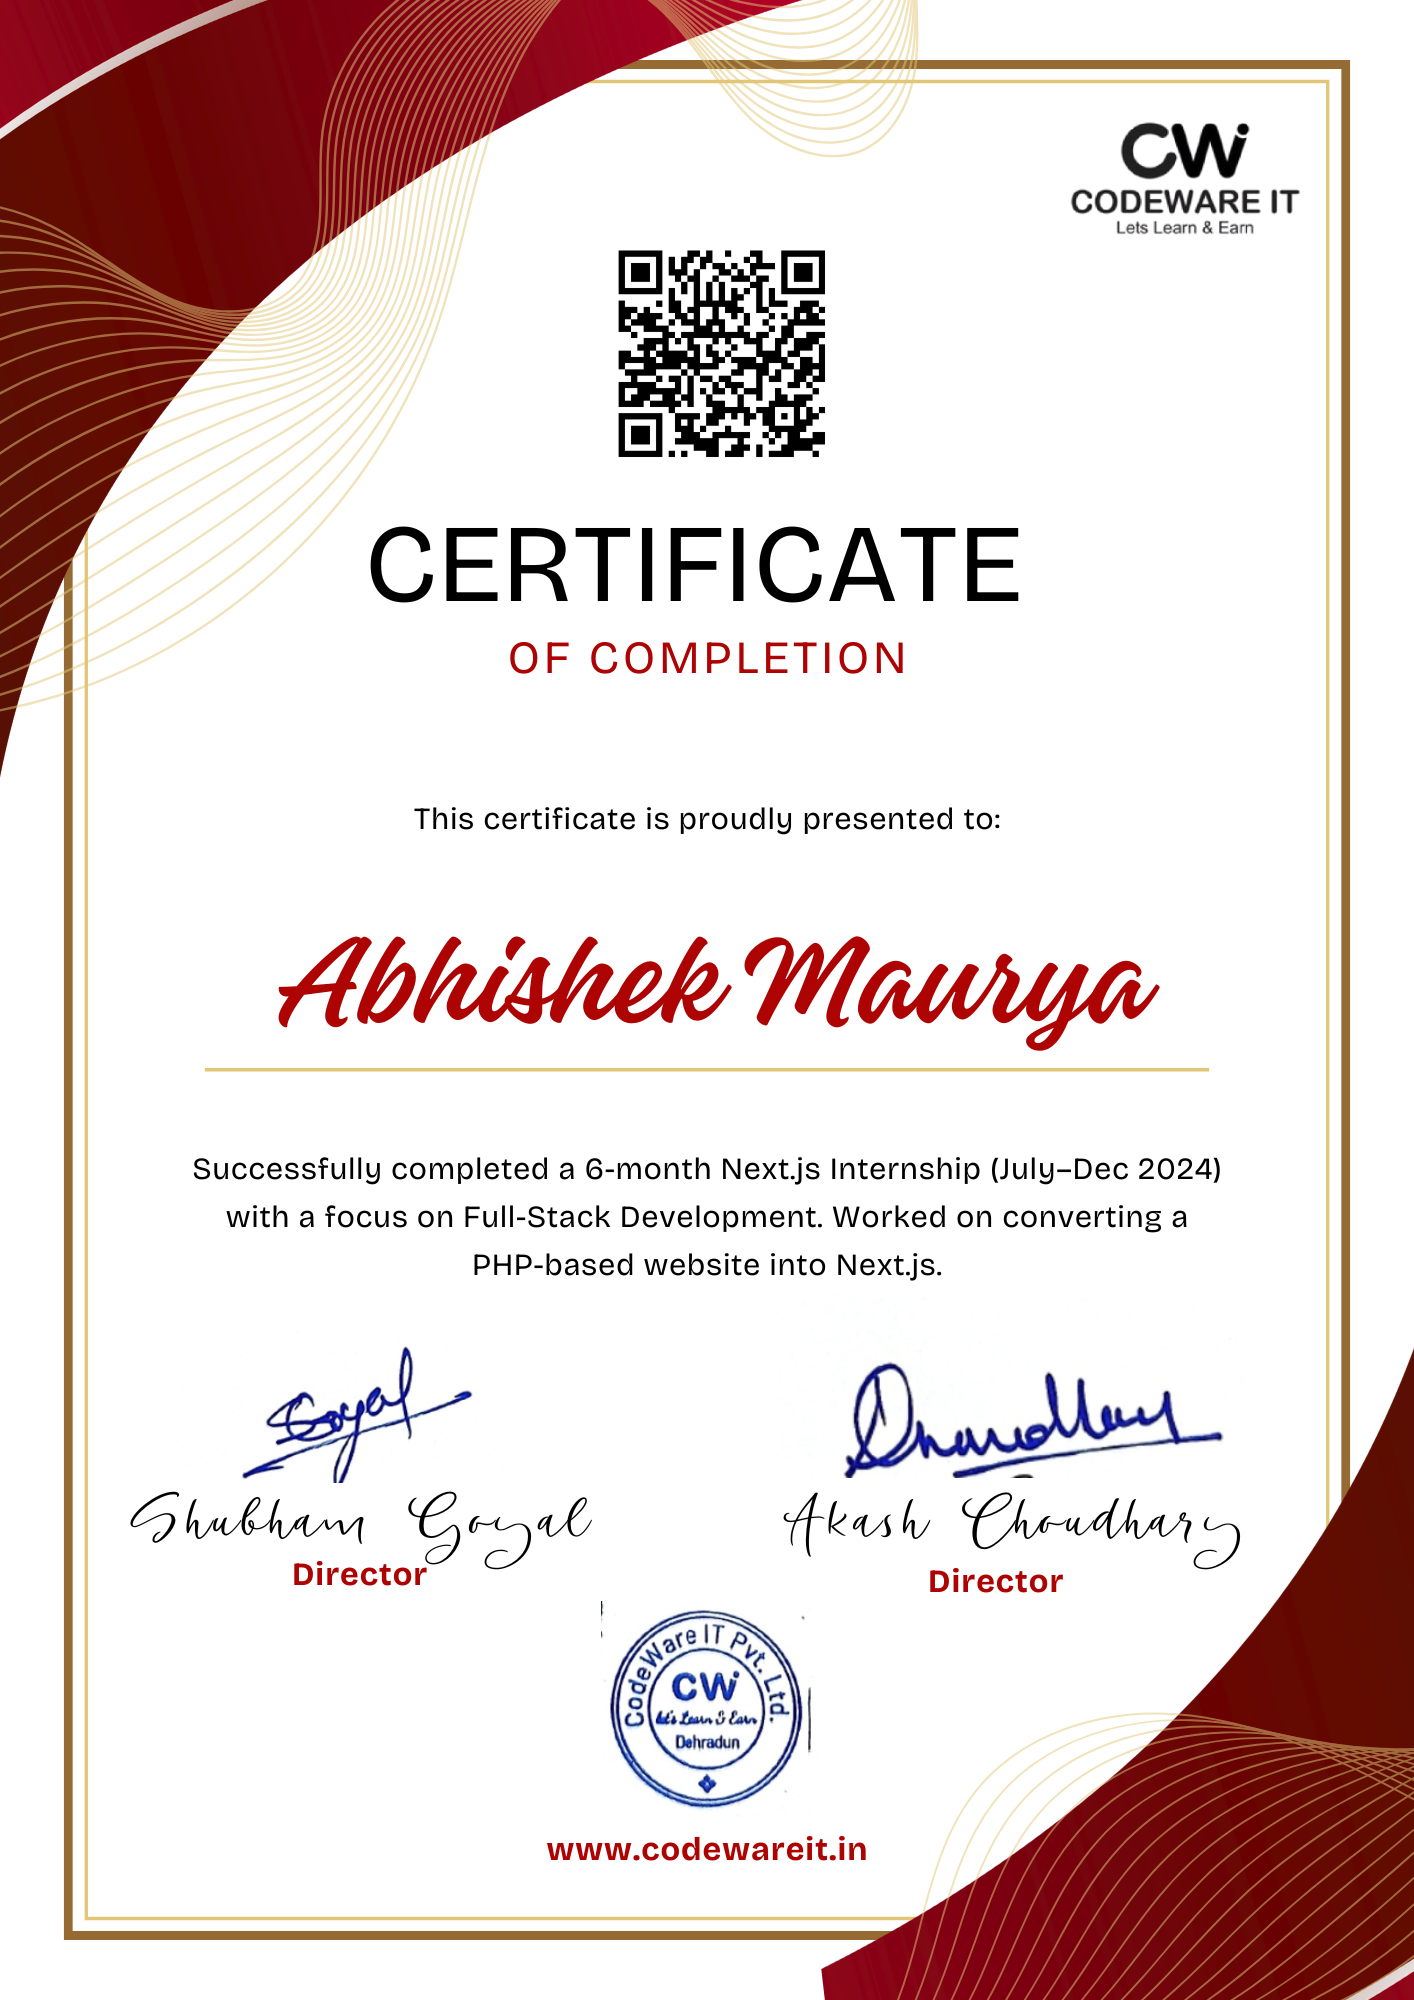 CWi
CODEWARE IT
Lets Learn & Earn
CERTIFICATE
OF COMPLETION
This certificate is proudly presented to:
Abhishek Maurya
Successfully completed a 6-month Next.js Internship (July–Dec 2024)
with a focus on Full-Stack Development. Worked on converting a
PHP-based website into Next.js.
Goyal
Choudhary
Shubham Goyal
Akash Choudhary
Director
Director
CodeWare IT Pvt. Ltd.
CWi
Let's Learn & Earn
Dehradun
www.codewareit.in